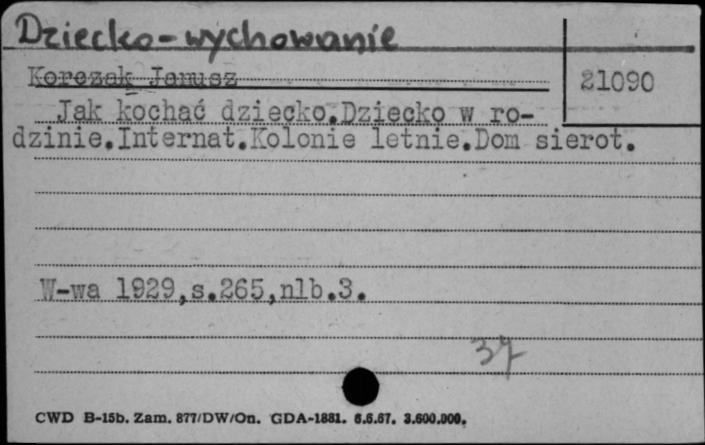 Dziecko-wychowanie
Korczak Janusz
21090
Jak kochać dziecko.Dziecko w ro-
dzinie.Internat.Kolonie letnie.Dom sierot.
W-wa 1929,s.265,nlb.3.
37
CWD B-15b. Zam. 877/DW/On. GDA-1881. 6.6.67. 3.600.000.